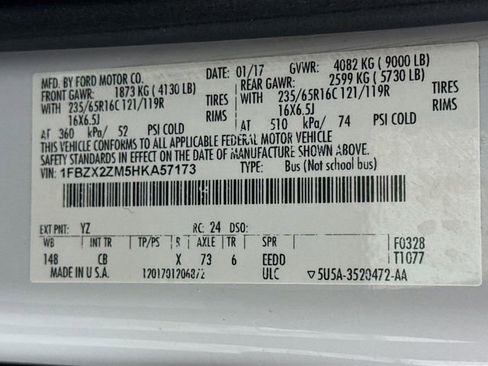 MFD. BY FORD MOTOR CO. DATE: 01/17 GVWR: 4082 KG ( 9000 LB)
FRONT GAWR: 1873 KG ( 4130 LB) REAR GAWR: 2599 KG ( 5730 LB)
WITH 235/65R16C 121/119R TIRES WITH 235/65R16C 121/119R TIRES
16X6.5J RIMS 16X6.5J RIMS
AT 360 kPa/ 52 PSI COLD AT 510 kPa/ 74 PSI COLD
THIS VEHICLE CONFORMS TO ALL APPLICABLE FEDERAL MOTOR VEHICLE
SAFETY STANDARDS IN EFFECT ON THE DATE OF MANUFACTURE SHOWN ABOVE.
VIN: 1FBZX2ZM5HKA57173 TYPE: Bus (Not school bus)
EXT PNT: YZ RC: 24 DSO:
WB INT TR TP/PS R AXLE TR SPR F0328
148 CB X 73 6 EEDD T1077
MADE IN U.S.A. 1201701206872 ULC 5U5A-3520472-AA